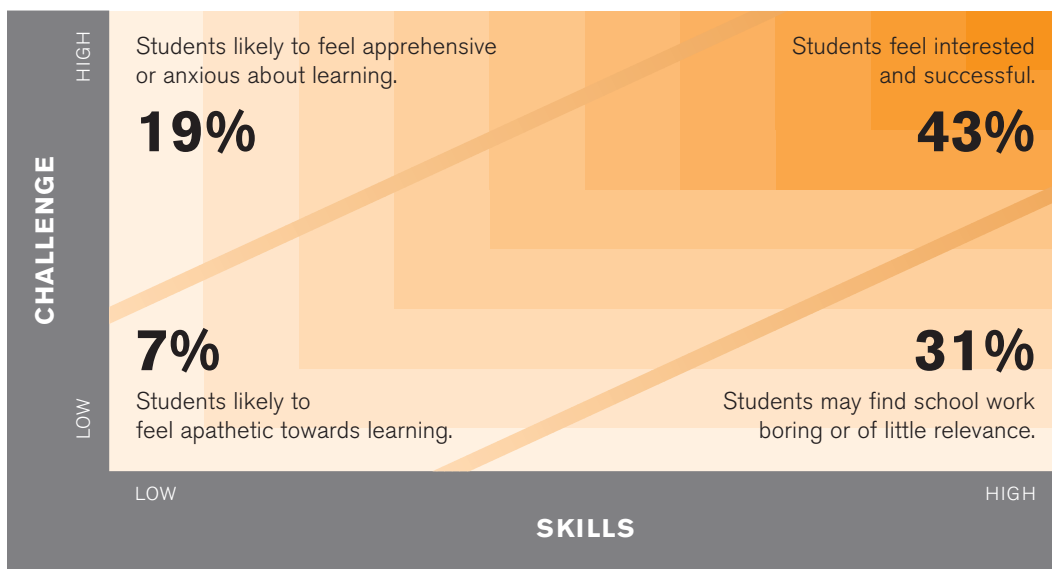 CHALLENGE
HIGH
LOW
Students likely to feel apprehensive
or anxious about learning.
19%
Students feel interested
and successful.
43%
7%
Students likely to
feel apathetic towards learning.
31%
Students may find school work
boring or of little relevance.
LOW
HIGH
SKILLS